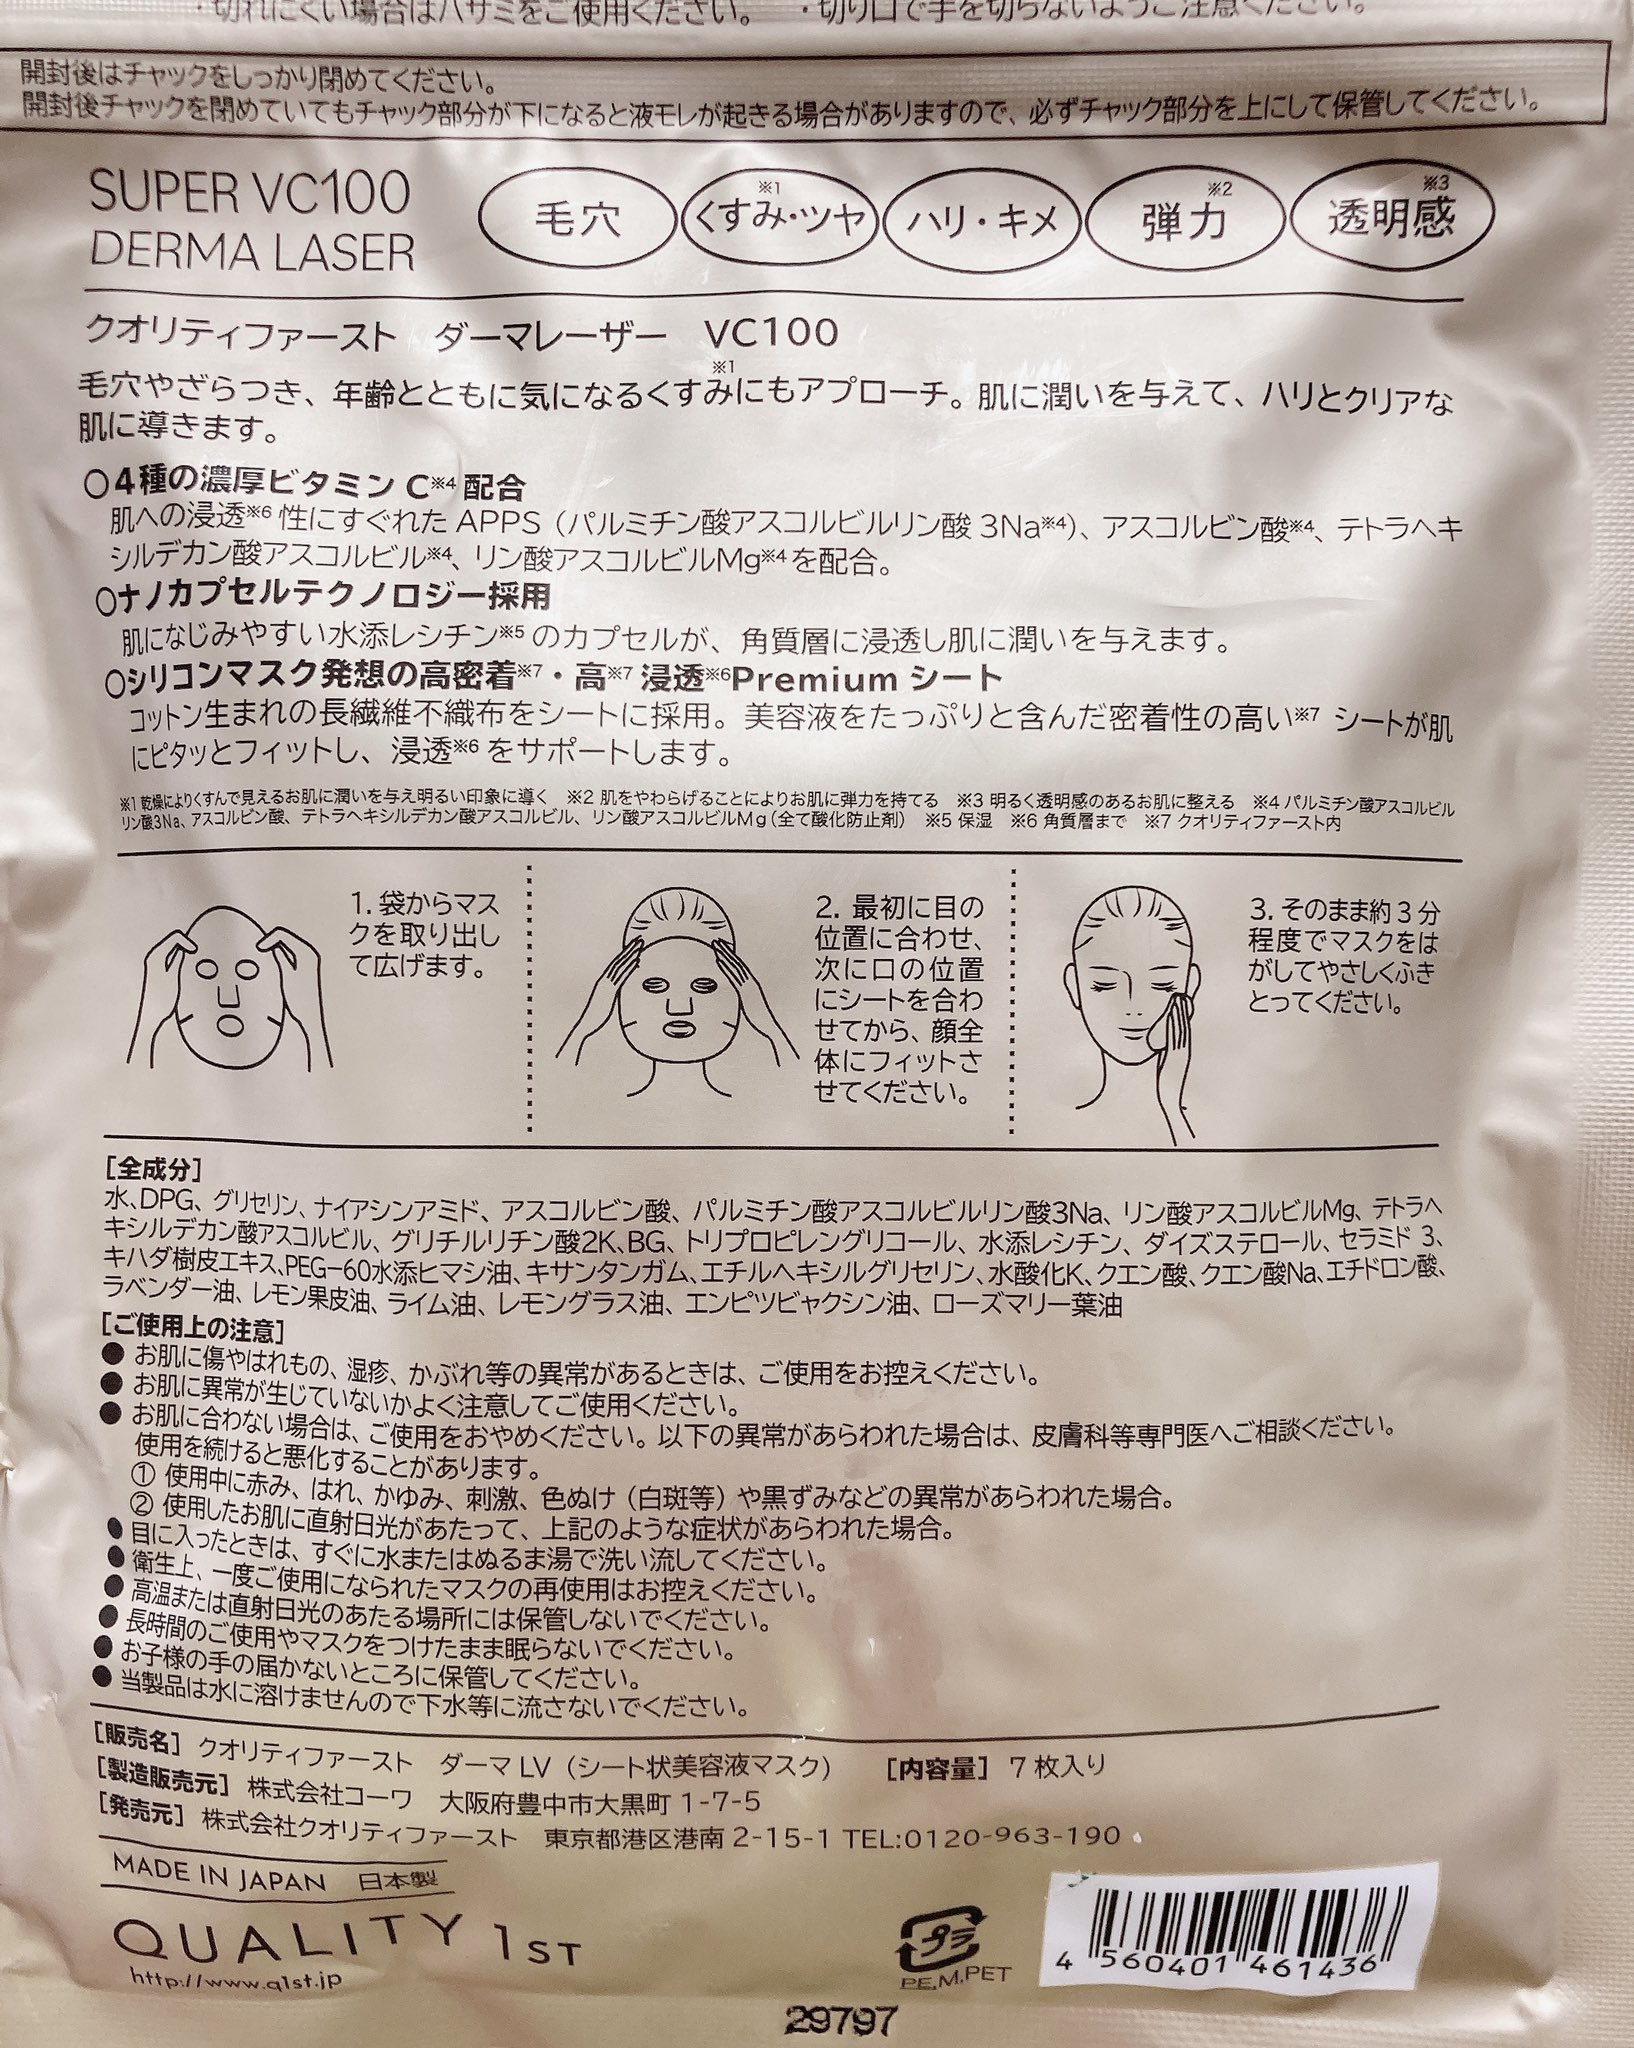 ・切れにくい場合はハサミをご使用ください。 ・切り口で手を切らないようご注意ください。
開封後はチャックをしっかり閉めてください。
開封後チャックを閉めていてもチャック部分が下になると液モレが起きる場合がありますので、必ずチャック部分を上にして保管してください。
SUPER VC100
DERMA LASER
毛穴
くすみ※1・ツヤ
ハリ・キメ
弾力※2
透明感※3
クオリティファースト ダーマレーザー VC100
毛穴やざらつき、年齢とともに気になるくすみ※1にもアプローチ。肌に潤いを与えて、ハリとクリアな
肌に導きます。
○4種の濃厚ビタミンC※4配合
肌への浸透※6性にすぐれたAPPS（パルミチン酸アスコルビルリン酸3Na※4）、アスコルビン酸※4、テトラヘキ
シルデカン酸アスコルビル※4、リン酸アスコルビルMg※4を配合。
○ナノカプセルテクノロジー採用
肌になじみやすい水添レシチン※5のカプセルが、角質層に浸透し肌に潤いを与えます。
○シリコンマスク発想の高密着※7・高※7浸透※6Premiumシート
コットン生まれの長繊維不織布をシートに採用。美容液をたっぷりと含んだ密着性の高い※7シートが肌
にピタッとフィットし、浸透※6をサポートします。
※1 乾燥によりくすんで見えるお肌に潤いを与え明るい印象に導く ※2 肌をやわらげることによりお肌に弾力を持てる ※3 明るく透明感のあるお肌に整える ※4 パルミチン酸アスコルビル
リン酸3Na、アスコルビン酸、テトラヘキシルデカン酸アスコルビル、リン酸アスコルビルMg（全て酸化防止剤） ※5 保湿 ※6 角質層まで ※7 クオリティファースト内
1. 袋からマス
クを取り出し
て広げます。
2. 最初に目の
位置に合わせ、
次に口の位置
にシートを合わ
せてから、顔全
体にフィットさ
せてください。
3. そのまま約3分
程度でマスクをは
がしてやさしくふき
とってください。
［全成分］
水、DPG、グリセリン、ナイアシンアミド、アスコルビン酸、パルミチン酸アスコルビルリン酸3Na、リン酸アスコルビルMg、テトラヘ
キシルデカン酸アスコルビル、グリチルリチン酸2K、BG、トリプロピレングリコール、水添レシチン、ダイズステロール、セラミド 3、
キハダ樹皮エキス、PEG-60水添ヒマシ油、キサンタンガム、エチルヘキシルグリセリン、水酸化K、クエン酸、クエン酸Na、エチドロン酸、
ラベンダー油、レモン果皮油、ライム油、レモングラス油、エンピツビャクシン油、ローズマリー葉油
［ご使用上の注意］
● お肌に傷やはれもの、湿疹、かぶれ等の異常があるときは、ご使用をお控えください。
● お肌に異常が生じていないかよく注意してご使用ください。
● お肌に合わない場合は、ご使用をおやめください。以下の異常があらわれた場合は、皮膚科等専門医へご相談ください。
使用を続けると悪化することがあります。
① 使用中に赤み、はれ、かゆみ、刺激、色ぬけ（白斑等）や黒ずみなどの異常があらわれた場合。
② 使用したお肌に直射日光があたって、上記のような症状があらわれた場合。
● 目に入ったときは、すぐに水またはぬるま湯で洗い流してください。
● 衛生上、一度ご使用になられたマスクの再使用はお控えください。
● 高温または直射日光のあたる場所には保管しないでください。
● 長時間のご使用やマスクをつけたまま眠らないでください。
● お子様の手の届かないところに保管してください。
● 当製品は水に溶けませんので下水等に流さないでください。
［販売名］クオリティファースト ダーマLV（シート状美容液マスク） ［内容量］7枚入り
［製造販売元］株式会社コーワ 大阪府豊中市大黒町1-7-5
［発売元］株式会社クオリティファースト 東京都港区港南2-15-1 TEL:0120-963-190
MADE IN JAPAN 日本製
QUALITY 1ST
http://www.q1st.jp
プラ
PE,M,PET
4 560401 461436
29797